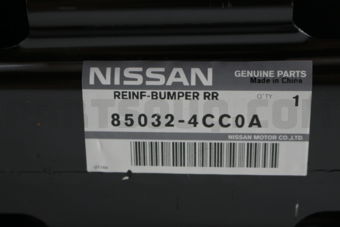 NISSAN
GENUINE PARTS
Made in China
REINF-BUMPER RR
Q'TY 1
85032-4CC0A
NISSAN MOTOR CO.,LTD